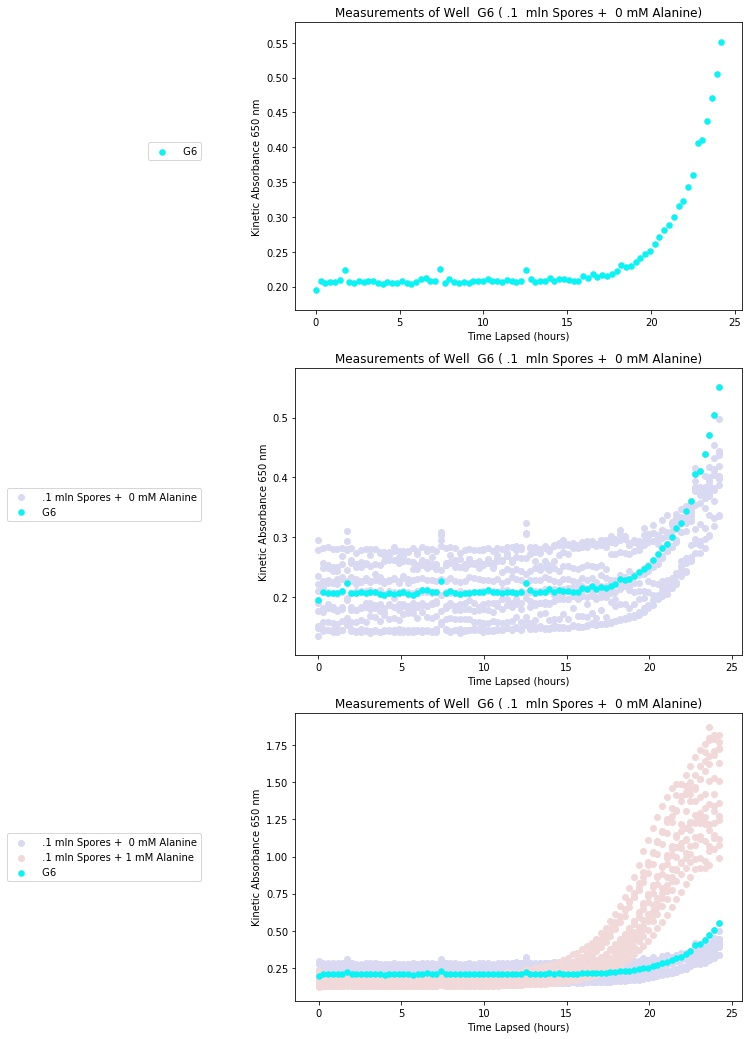 Measurements of Well  G6 ( .1  mln Spores +  0 mM Alanine)
0.55
0.50
0.45
0.40
0.35
0.30
0.25
0.20
Kinetic Absorbance 650 nm
G6
0 5 10 15 20 25
Time Lapsed (hours)
Measurements of Well  G6 ( .1  mln Spores +  0 mM Alanine)
0.5
0.4
0.3
0.2
Kinetic Absorbance 650 nm
.1 mln Spores +  0 mM Alanine
G6
0 5 10 15 20 25
Time Lapsed (hours)
Measurements of Well  G6 ( .1  mln Spores +  0 mM Alanine)
1.75
1.50
1.25
1.00
0.75
0.50
0.25
Kinetic Absorbance 650 nm
.1 mln Spores +  0 mM Alanine
.1 mln Spores + 1 mM Alanine
G6
0 5 10 15 20 25
Time Lapsed (hours)